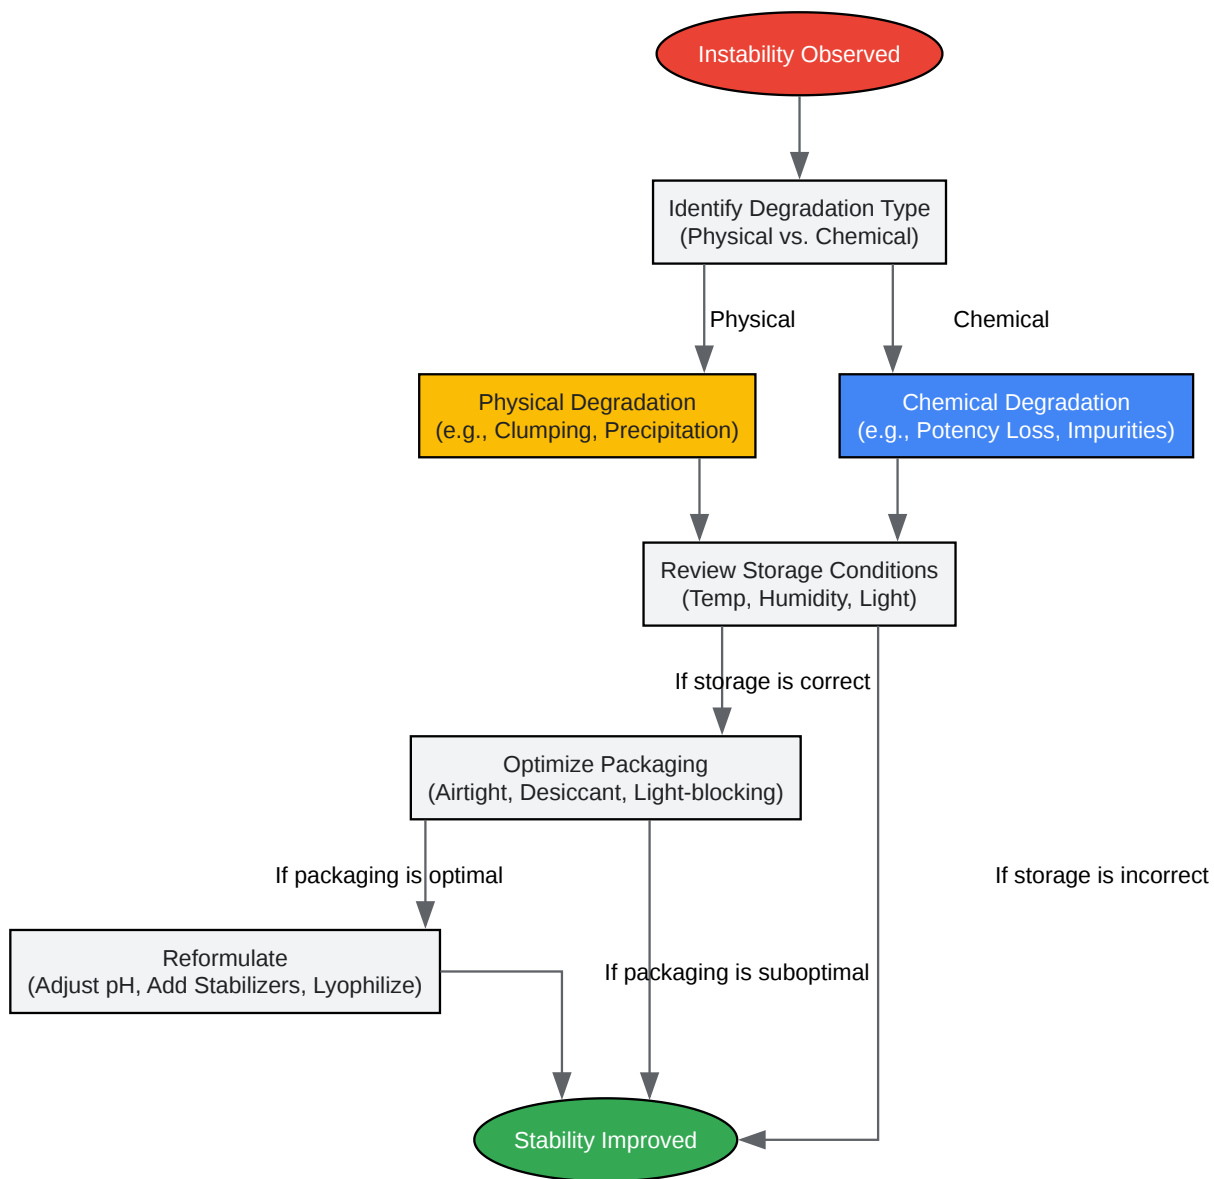 Instability Observed
Identify Degradation Type
(Physical vs. Chemical)
Physical
Chemical
Physical Degradation
(e.g., Clumping, Precipitation)
Chemical Degradation
(e.g., Potency Loss, Impurities)
Review Storage Conditions
(Temp, Humidity, Light)
If storage is correct
Optimize Packaging
(Airtight, Desiccant, Light-blocking)
If packaging is optimal
If storage is incorrect
Reformulate
(Adjust pH, Add Stabilizers, Lyophilize)
If packaging is suboptimal
Stability Improved